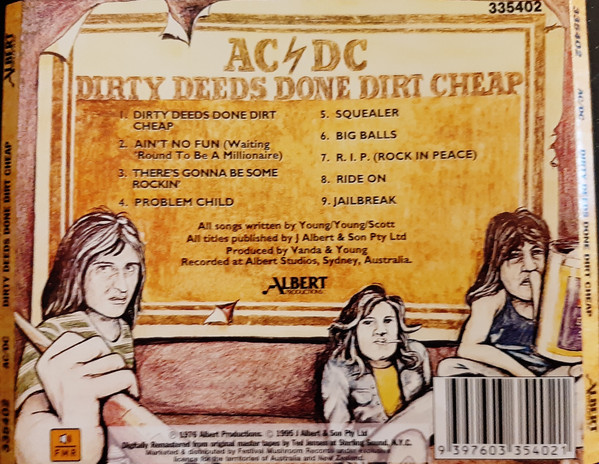 335402
AC/DC
DIRTY DEEDS DONE DIRT CHEAP
1. DIRTY DEEDS DONE DIRT
CHEAP
2. AIN'T NO FUN (Waiting
'Round To Be A Millionaire)
3. THERE'S GONNA BE SOME
ROCKIN'
4. PROBLEM CHILD
5. SQUEALER
6. BIG BALLS
7. R. I. P. (ROCK IN PEACE)
8. RIDE ON
9. JAILBREAK
All songs written by Young/Young/Scott
All titles published by J Albert & Son Pty Ltd
Produced by Vanda & Young
Recorded at Albert Studios, Sydney, Australia.
ALBERT
PRODUCTIONS
℗ 1976 Albert Productions. © 1995 J Albert & Son Pty Ltd
Digitally Remastered from original master tapes by Ted Jensen at Sterling Sound, N.Y.C.
Marketed & distributed by Festival Mushroom Records under exclusive
licence for the territories of Australia and New Zealand.
FMR
9 397603 354021
ALBERT
DIRTY DEEDS DONE DIRT CHEAP
AC/DC
335402
335402
AC/DC
DIRTY DEEDS DONE DIRT CHEAP
ALBERT